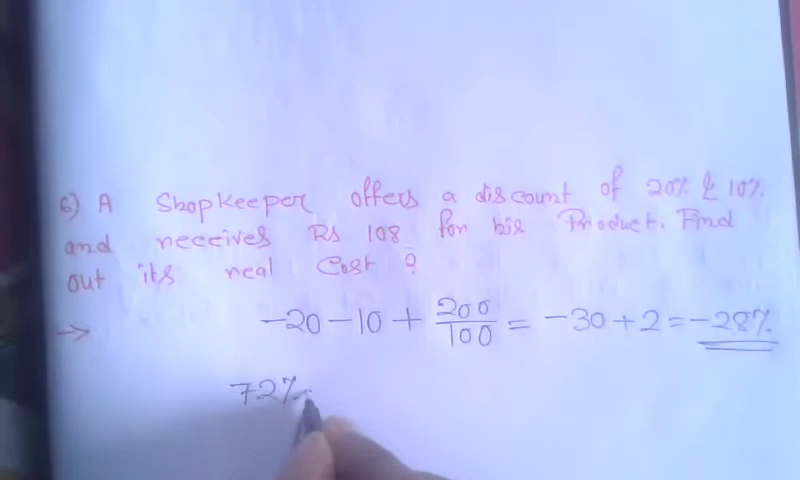 6) A Shopkeeper offers a discount of 20% & 10%
and receives Rs 108 for his Product. Find
out its real Cost ?
→ -20-10+200/100 = -30+2 = -28%
72%